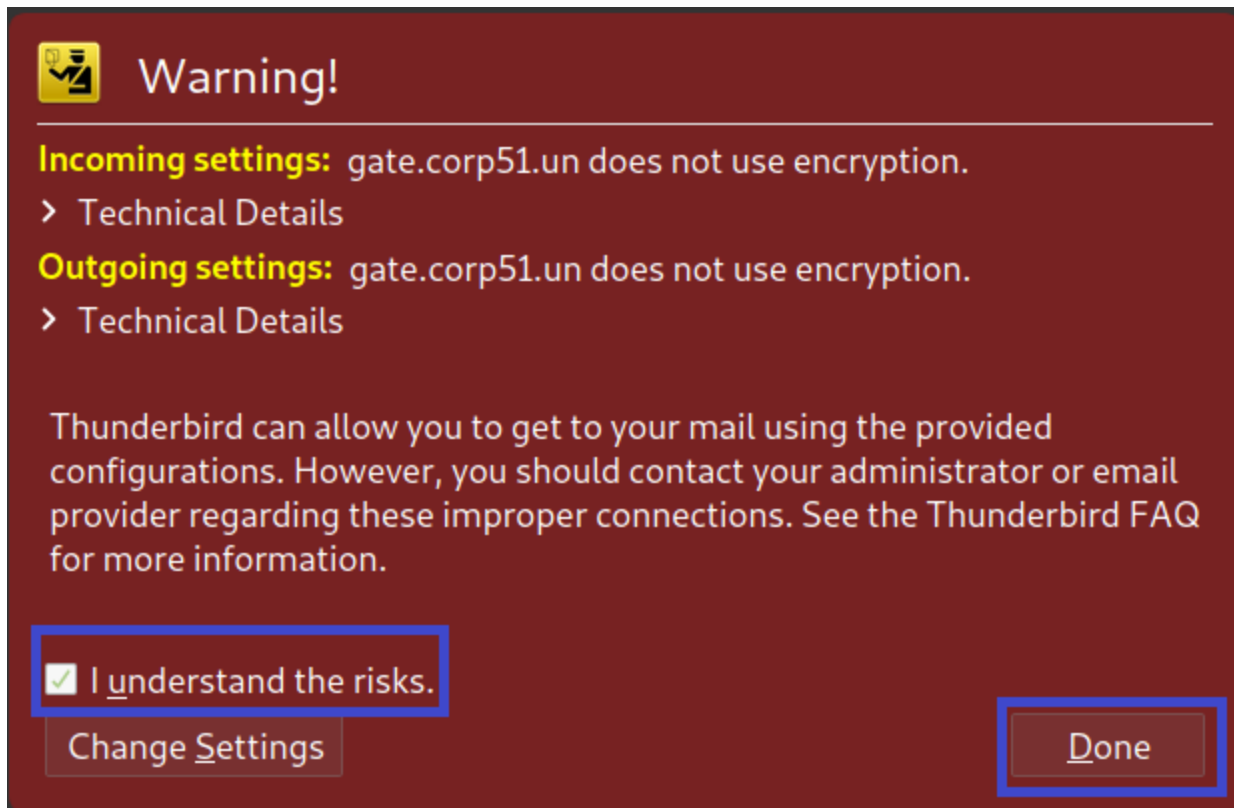 Warning!
Incoming settings: gate.corp51.un does not use encryption.
Technical Details
Outgoing settings: gate.corp51.un does not use encryption.
Technical Details
Thunderbird can allow you to get to your mail using the provided
configurations. However, you should contact your administrator or email
provider regarding these improper connections. See the Thunderbird FAQ
for more information.
I understand the risks.
Change Settings
Done